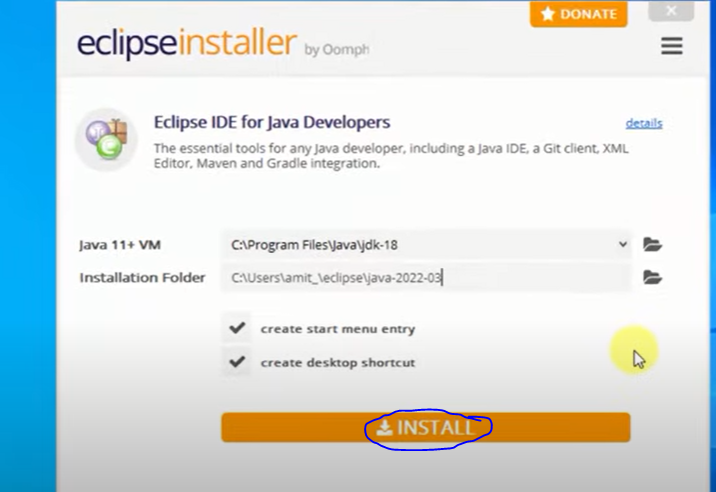 DONATE
eclipseinstaller by Oomph
Eclipse IDE for Java Developers
details
The essential tools for any Java developer, including a Java IDE, a Git client, XML
Editor, Maven and Gradle integration.
Java 11+ VM
C:\Program Files\Java\jdk-18
Installation Folder
C:\Users\amit_\eclipse\java-2022-03
create start menu entry
create desktop shortcut
INSTALL